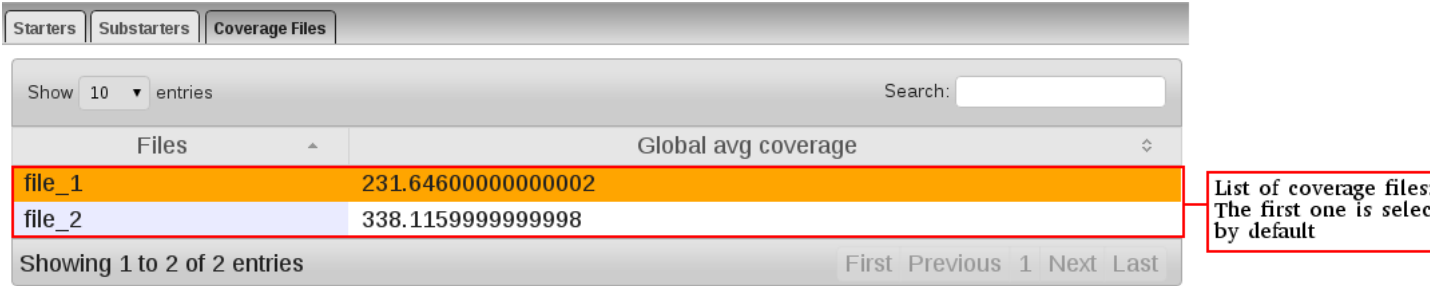 Starters Substarters Coverage Files
Show 10 entries Search:
Files Global avg coverage
file_1 231.64600000000002
file_2 338.1159999999998
Showing 1 to 2 of 2 entries First Previous 1 Next Last
List of coverage files:
The first one is selec
by default